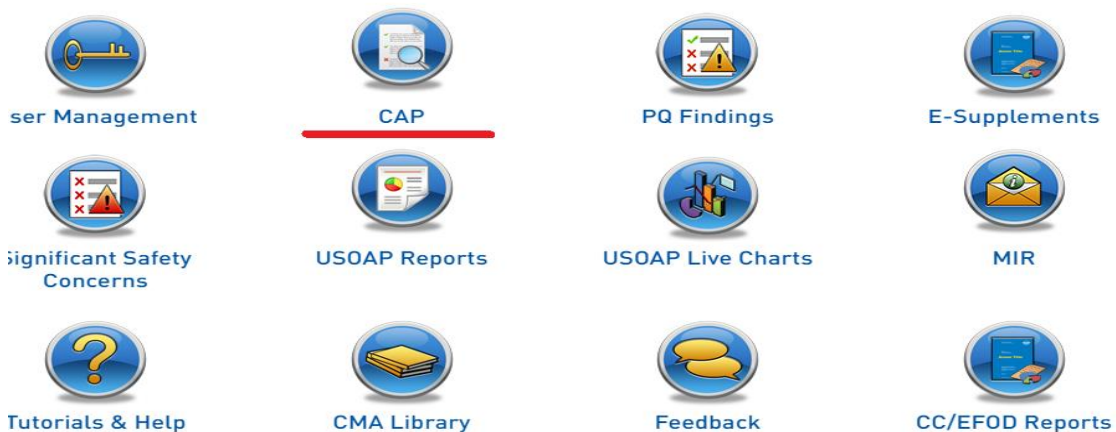 ser Management
CAP
PQ Findings
E-Supplements
ignificant Safety
Concerns
USOAP Reports
USOAP Live Charts
MIR
Tutorials & Help
CMA Library
Feedback
CC/EFOD Reports